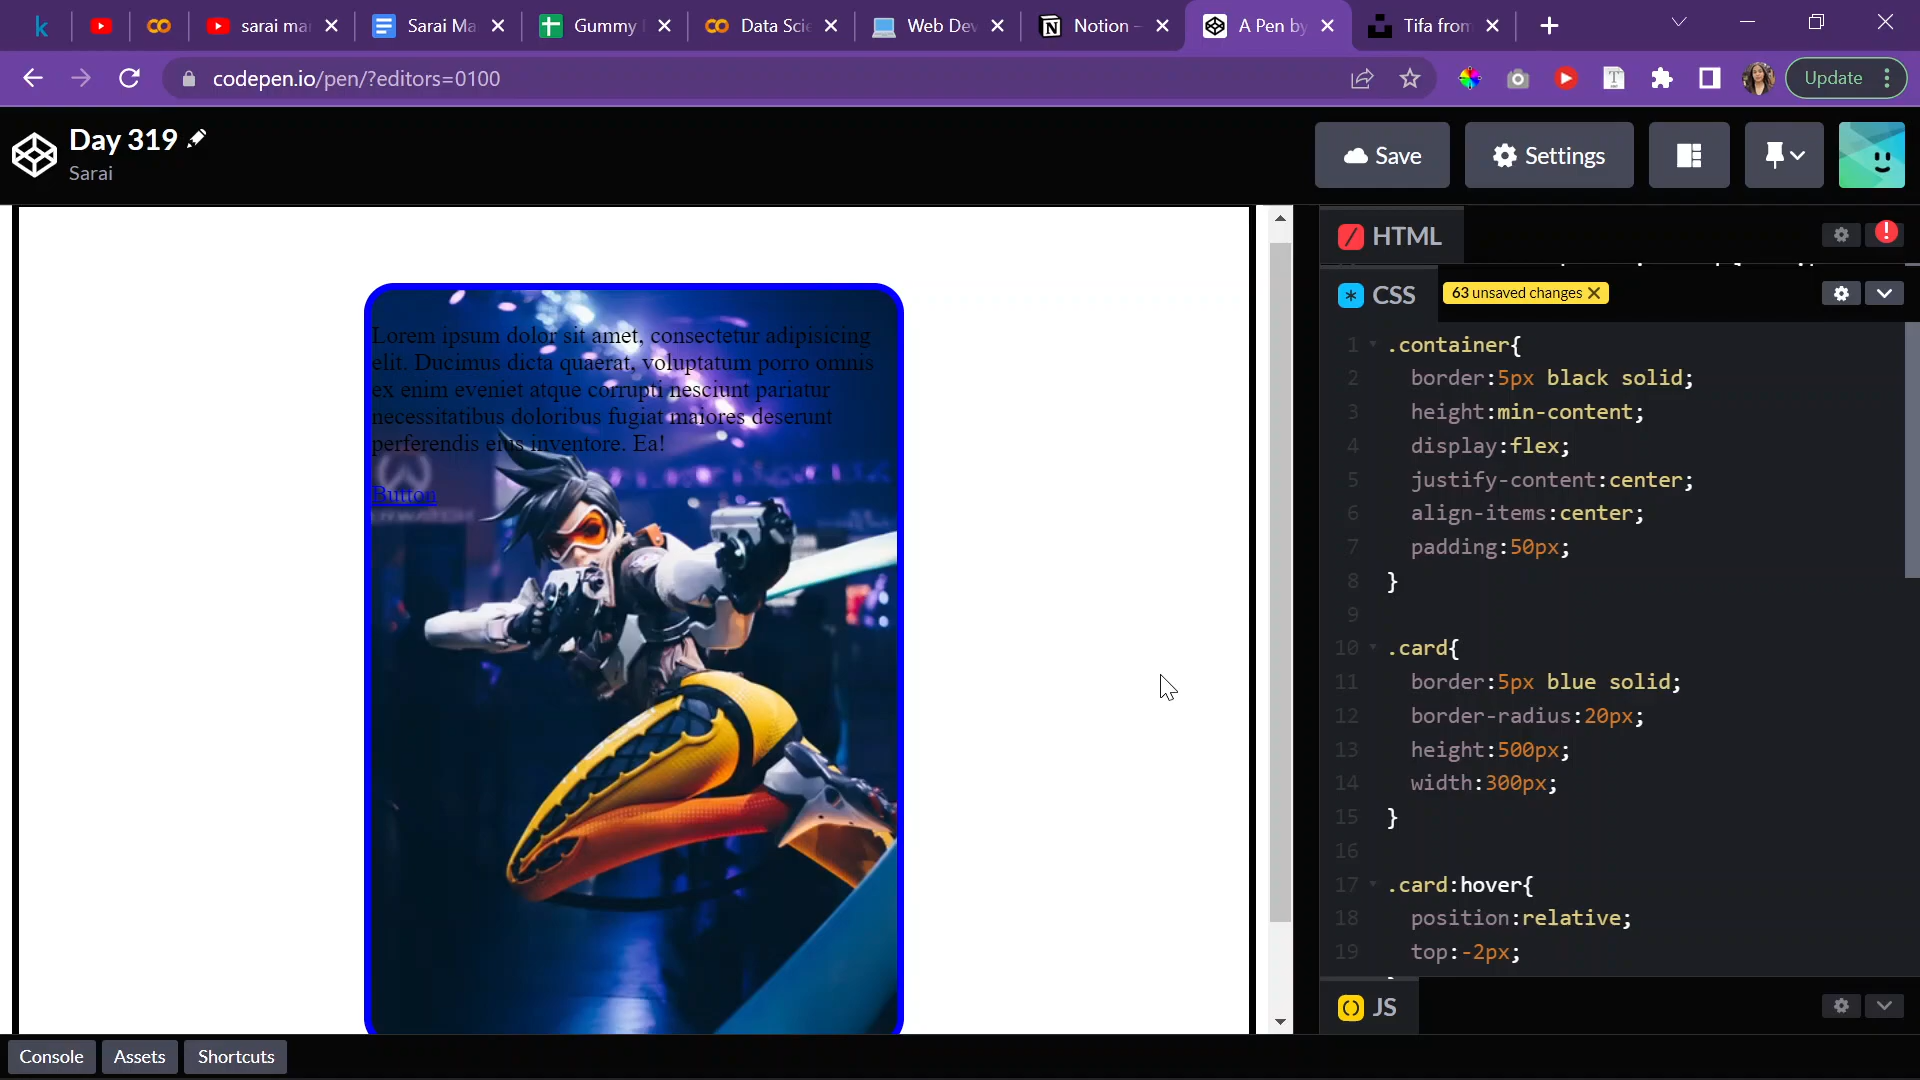 sarai mar
Sarai Ma
Gummy
Data Scie
Web Dev
Notion –
A Pen by
Tifa from
codepen.io/pen/?editors=0100
Update
Day 319
Sarai
Save
Settings
Lorem ipsum dolor sit amet, consectetur adipisicing
elit. Ducimus dicta quaerat, voluptatum porro omnis
ex enim eveniet atque corrupti nesciunt pariatur
necessitatibus doloribus fugiat maiores deserunt
perferendis eius inventore. Ea!
Button
HTML
CSS
63 unsaved changes
1 .container{
2 border:5px black solid;
3 height:min-content;
4 display:flex;
5 justify-content:center;
6 align-items:center;
7 padding:50px;
8 }
9
10 .card{
11 border:5px blue solid;
12 border-radius:20px;
13 height:500px;
14 width:300px;
15 }
16
17 .card:hover{
18 position:relative;
19 top:-2px;
JS
Console
Assets
Shortcuts